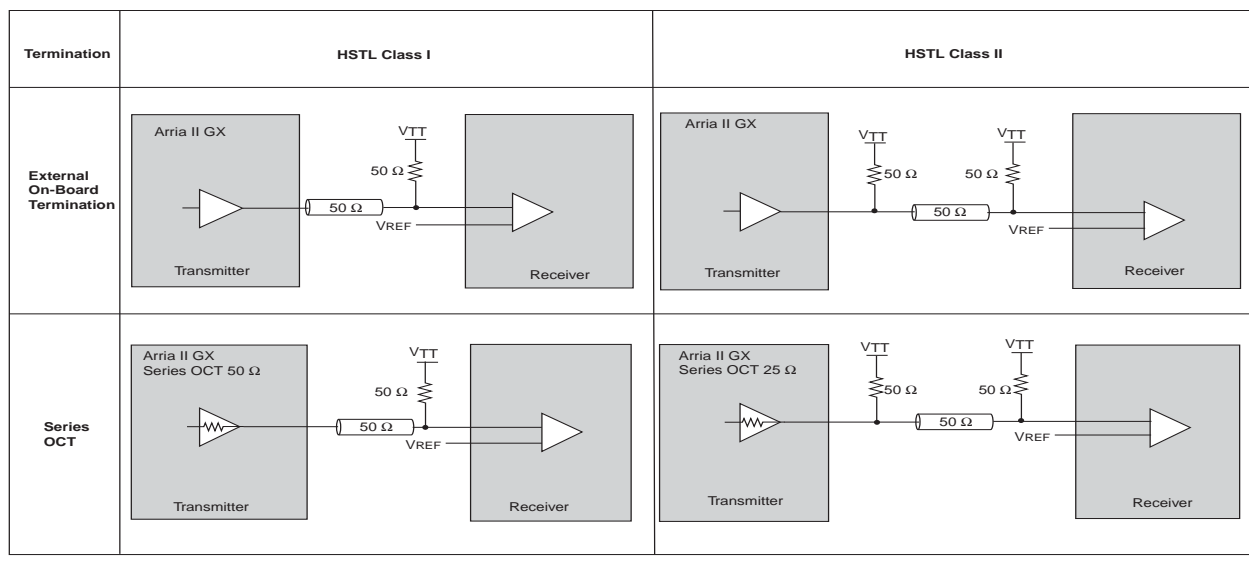 Termination
HSTL Class I
HSTL Class II
External
On-Board
Termination
Arria II GX
VTT
50 Ω
50 Ω
VREF
Transmitter
Receiver
Arria II GX
VTT
VTT
50 Ω
50 Ω
50 Ω
VREF
Transmitter
Receiver
Series
OCT
Arria II GX
Series OCT 50 Ω
VTT
50 Ω
50 Ω
VREF
Transmitter
Receiver
Arria II GX
Series OCT 25 Ω
VTT
VTT
50 Ω
50 Ω
50 Ω
VREF
Transmitter
Receiver